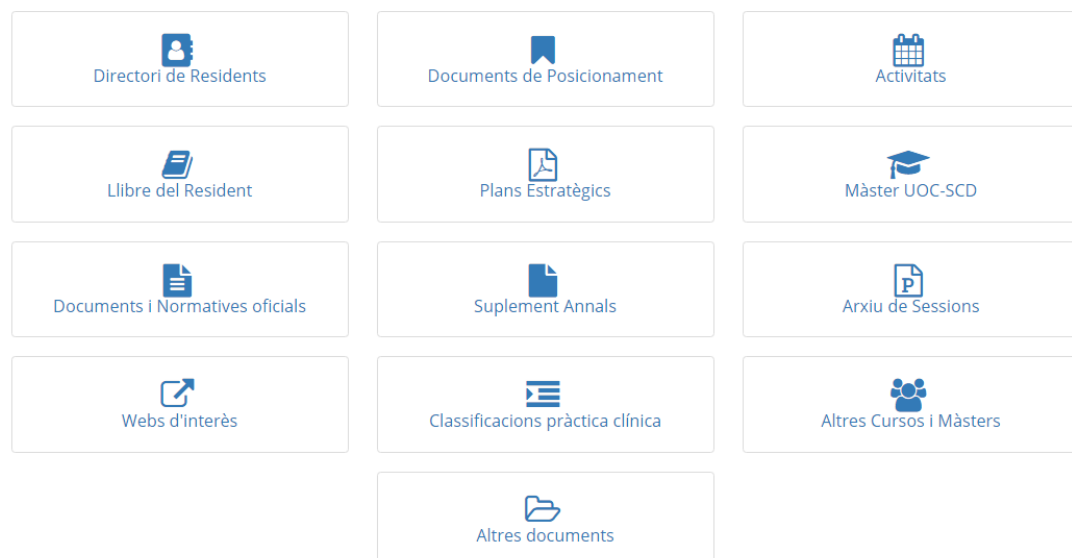 Directori de Residents
Documents de Posicionament
Activitats
Llibre del Resident
Plans Estratègics
Màster UOC-SCD
Documents i Normatives oficials
Suplement Annals
Arxiu de Sessions
Webs d'interès
Classificacions pràctica clínica
Altres Cursos i Màsters
Altres documents